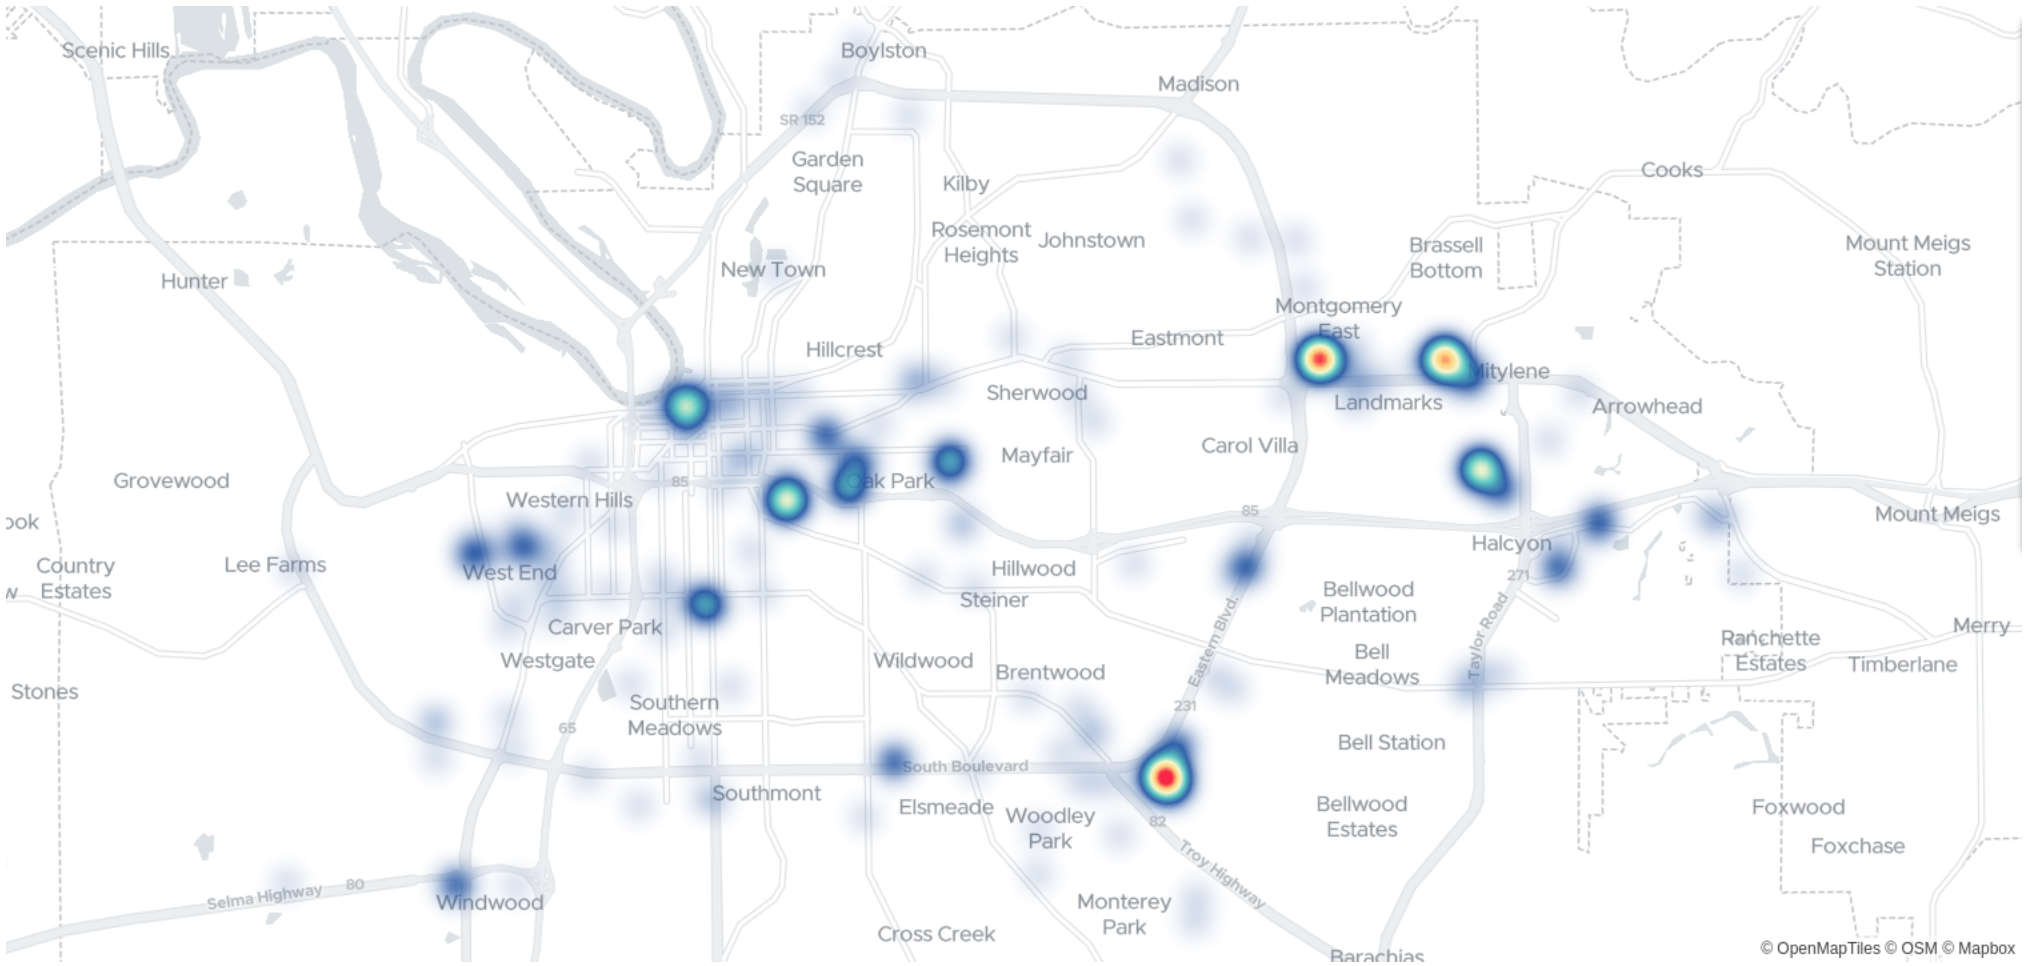 Scenic Hills
Boylston
Madison
SR 152
Garden
Square
Kilby
Cooks
Rosemont
Heights
Johnstown
Brassell
Bottom
Mount Meigs
Station
New Town
Hunter
Montgomery
East
Eastmont
Hillcrest
Mitylene
Sherwood
Landmarks
Arrowhead
Carol Villa
Mayfair
Grovewood
85
Oak Park
Western Hills
85
Mount Meigs
ook
Halcyon
Lee Farms
Country
Estates
West End
Hillwood
271
w
Steiner
Bellwood
Plantation
Carver Park
Merry
Westgate
Wildwood
Brentwood
Bell
Meadows
Eastern Blvd.
Taylor Road
Ranchette
Estates
Timberlane
Stones
Southern
Meadows
231
65
Bell Station
South Boulevard
Southmont
Elsmeade
Woodley
Park
82
Bellwood
Estates
Foxwood
Foxchase
Troy Highway
Selma Highway
80
Windwood
Monterey
Park
Cross Creek
Barachias
© OpenMapTiles © OSM © Mapbox